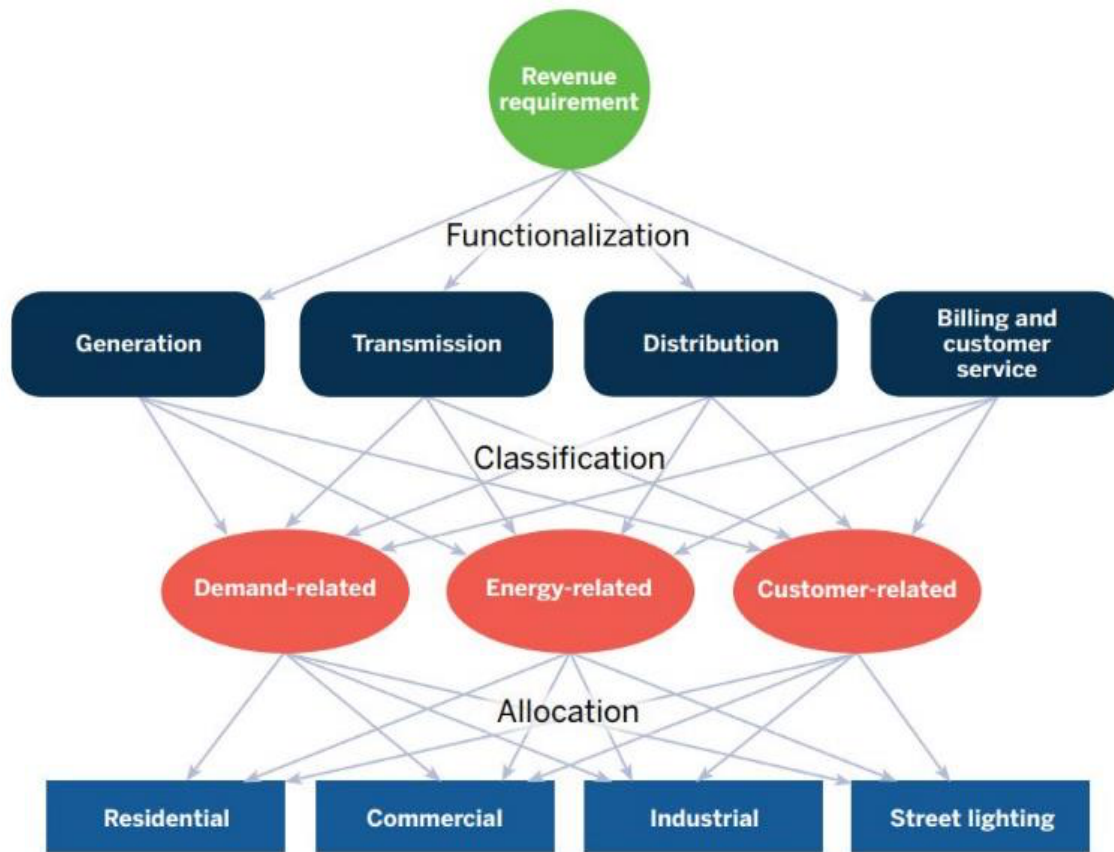 Revenue
requirement
Functionalization
Generation
Transmission
Distribution
Billing and
customer
service
Classification
Demand-related
Energy-related
Customer-related
Allocation
Residential
Commercial
Industrial
Street lighting